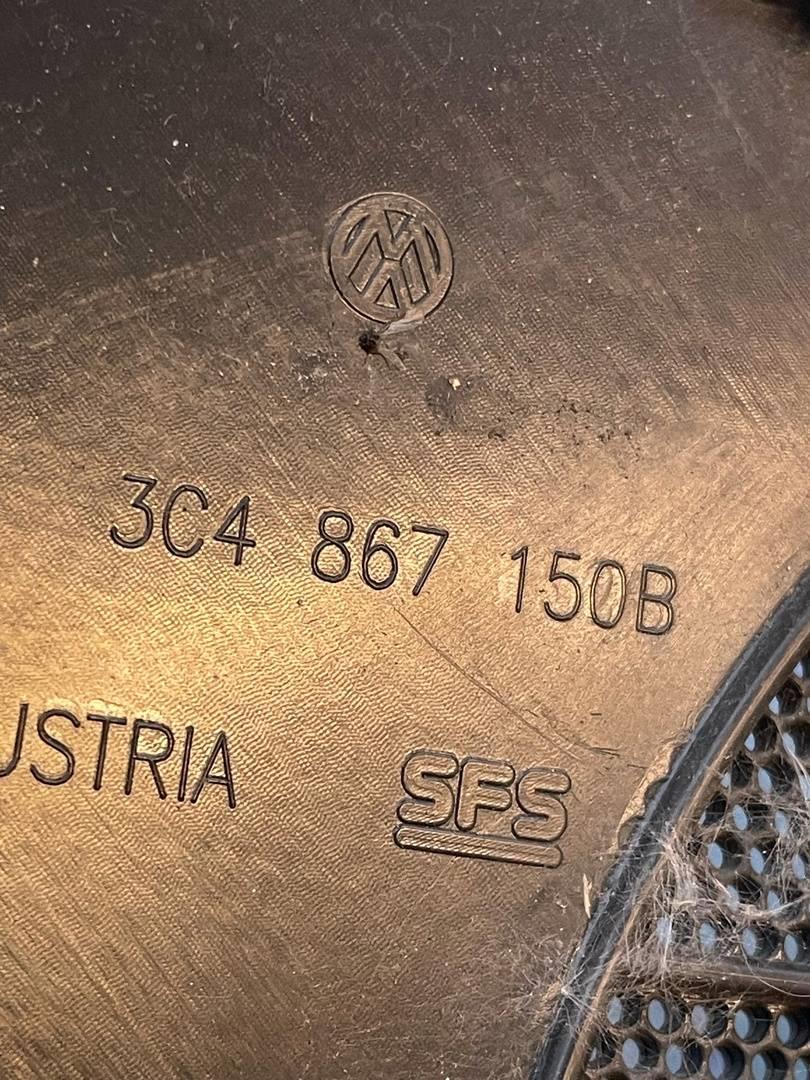 3C4 867 150B
USTRIA
SFS